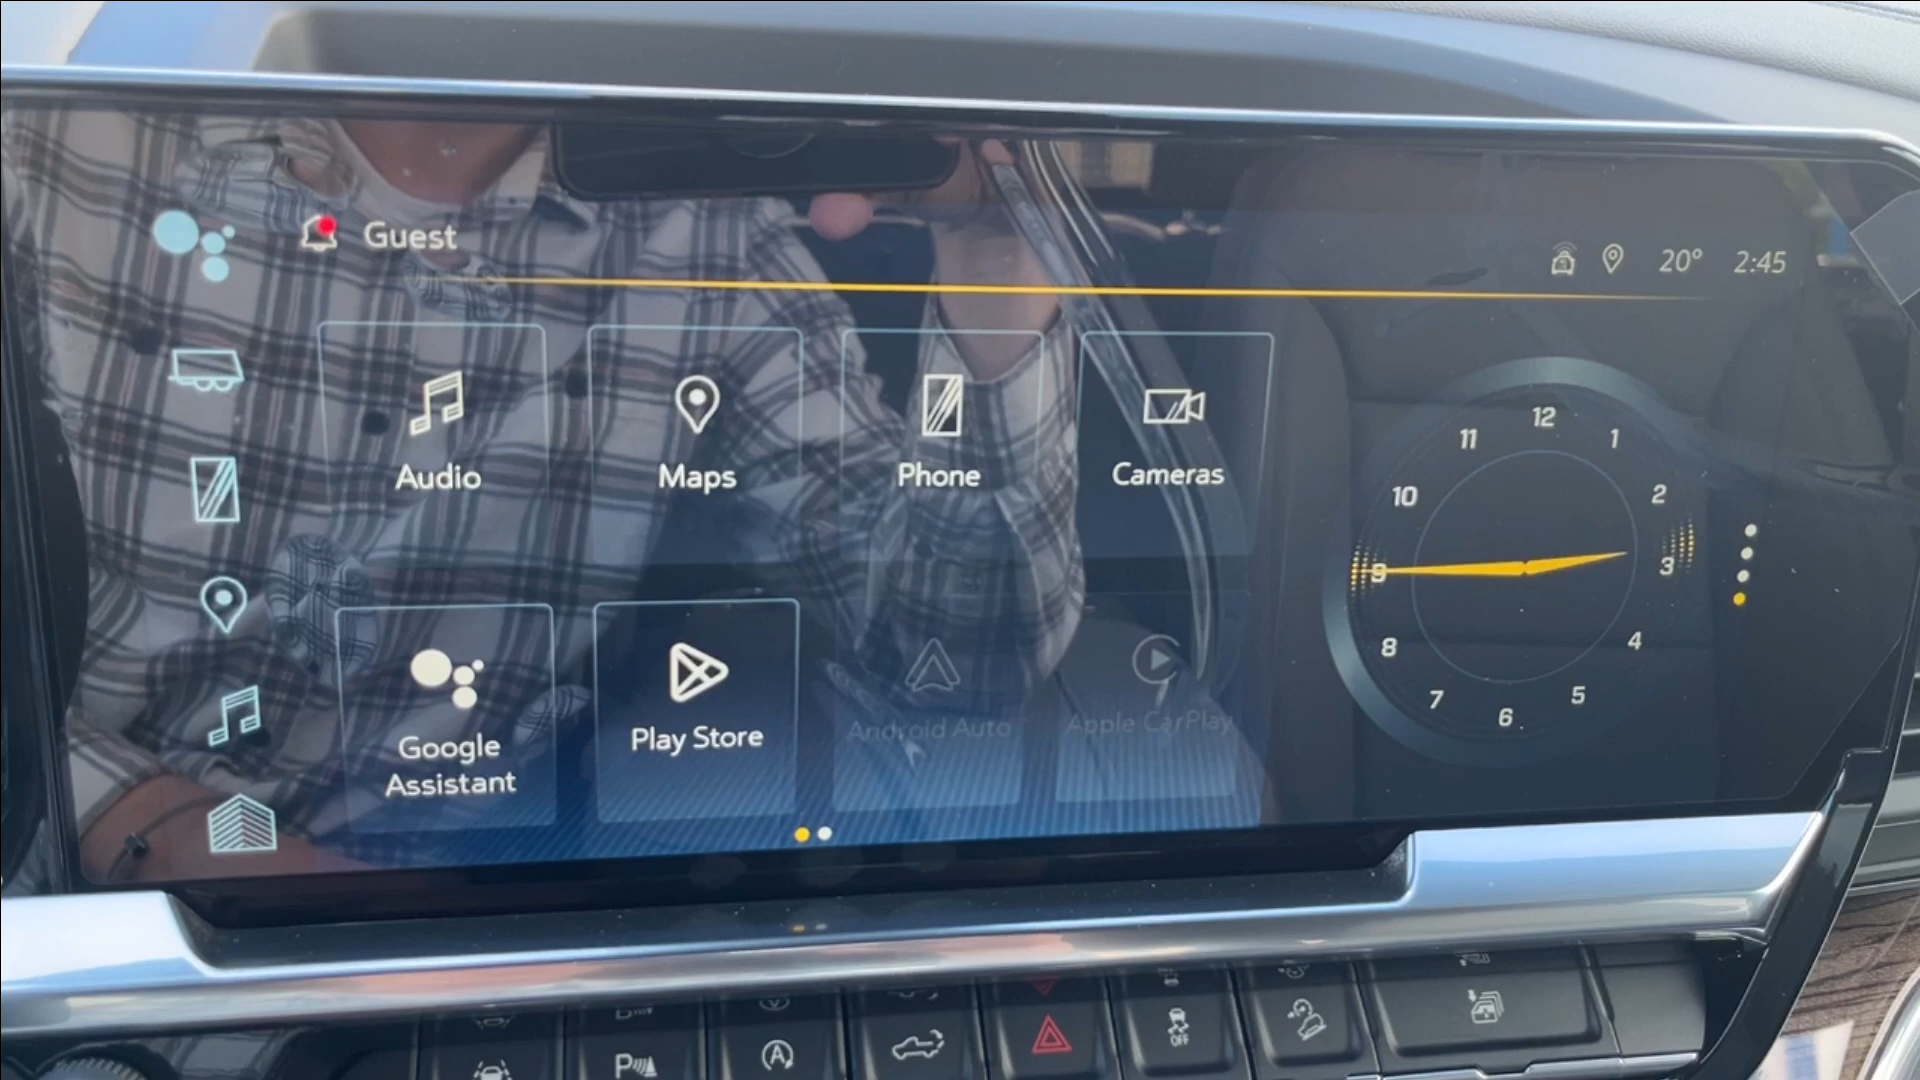 Guest
20° 2:45
Audio
Maps
Phone
Cameras
Google
Assistant
Play Store
Android Auto
Apple CarPlay
12
11
1
10
2
9
3
8
4
7
5
6
P
A
OFF